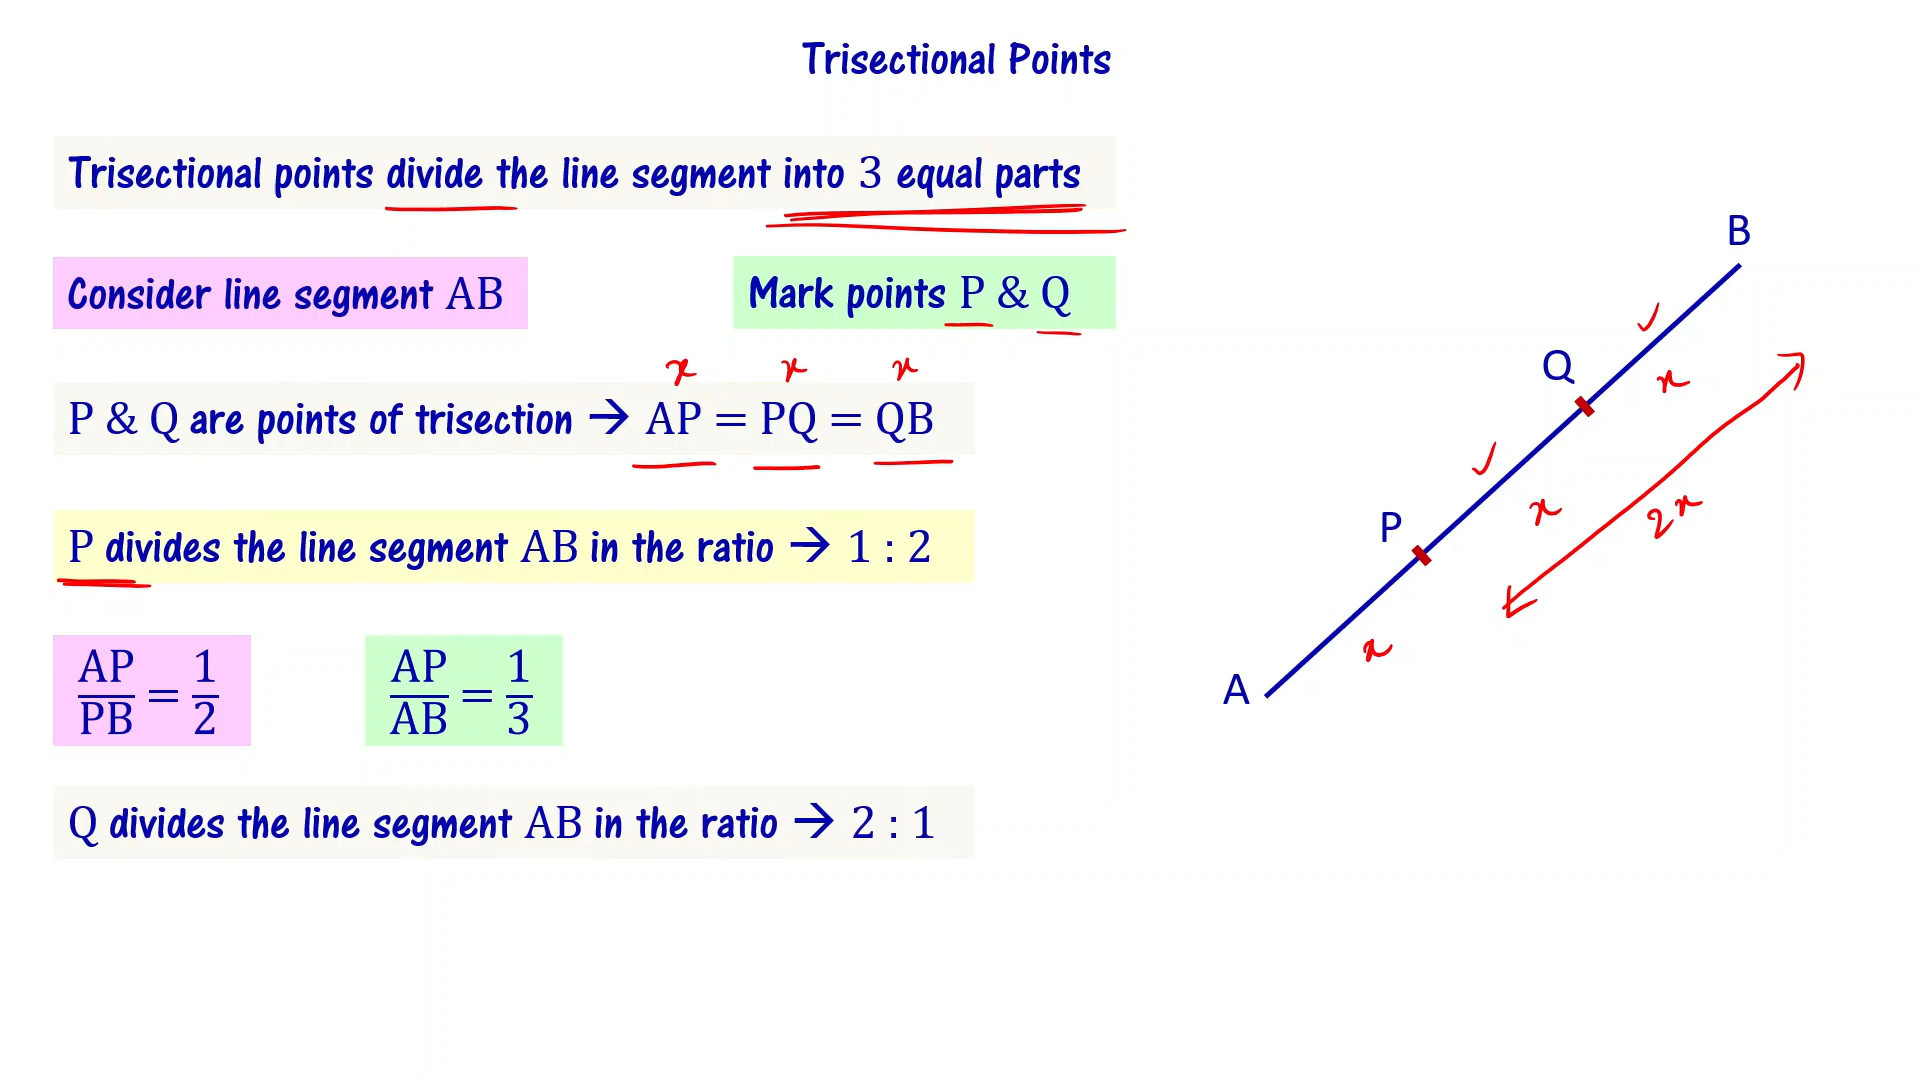 Trisectional Points
Trisectional points divide the line segment into 3 equal parts
Consider line segment AB
Mark points P & Q
x x x
P & Q are points of trisection → AP = PQ = QB
P divides the line segment AB in the ratio → 1 : 2
AP/PB = 1/2
AP/AB = 1/3
Q divides the line segment AB in the ratio → 2 : 1
B
Q
x
P
x
2x
x
A